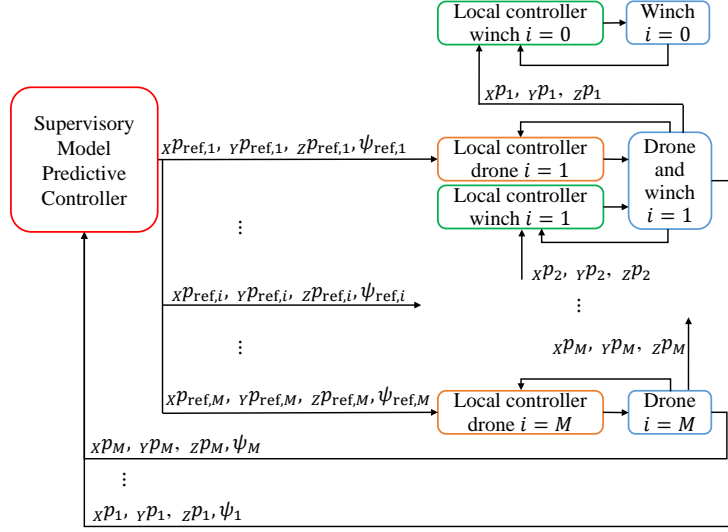 Local controller
winch i = 0
Winch
i = 0
Xp1, Yp1, Zp1
Supervisory
Model
Predictive
Controller
Xpref,1, Ypref,1, Zpref,1, ψref,1
Local controller
drone i = 1
Drone
and
winch
i = 1
Local controller
winch i = 1
⋮
Xp2, Yp2, Zp2
Xpref,i, Ypref,i, Zpref,i, ψref,i
⋮
⋮
XpM, YpM, ZpM
Xpref,M, Ypref,M, Zpref,M, ψref,M
Local controller
drone i = M
Drone
i = M
XpM, YpM, ZpM, ψM
⋮
Xp1, Yp1, Zp1, ψ1